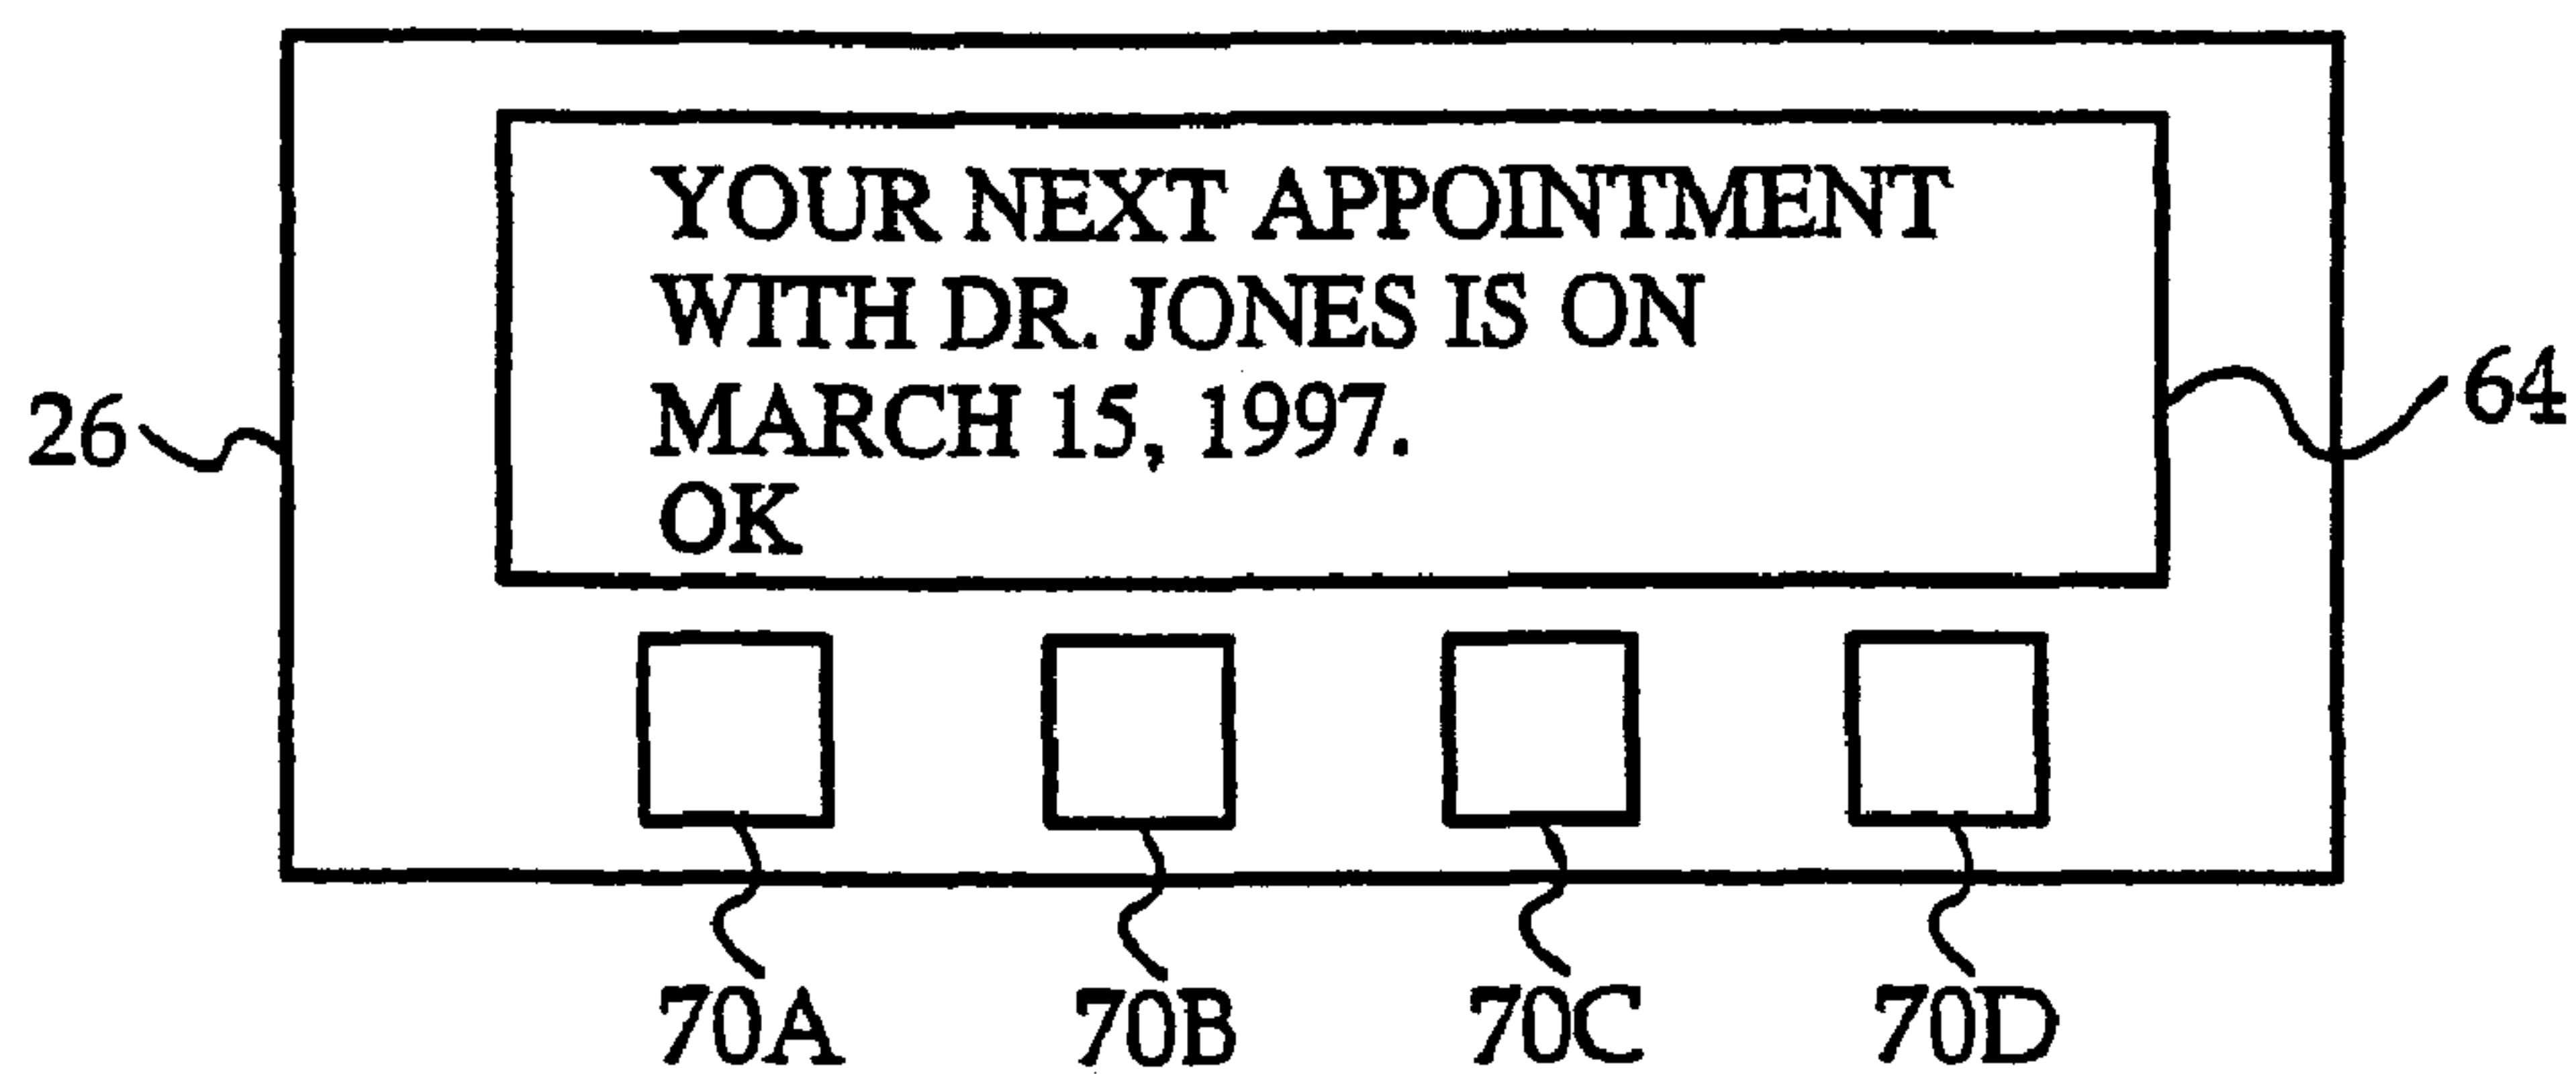 YOUR NEXT APPOINTMENT
WITH DR. JONES IS ON
MARCH 15, 1997.
OK
26
64
70A 70B 70C 70D